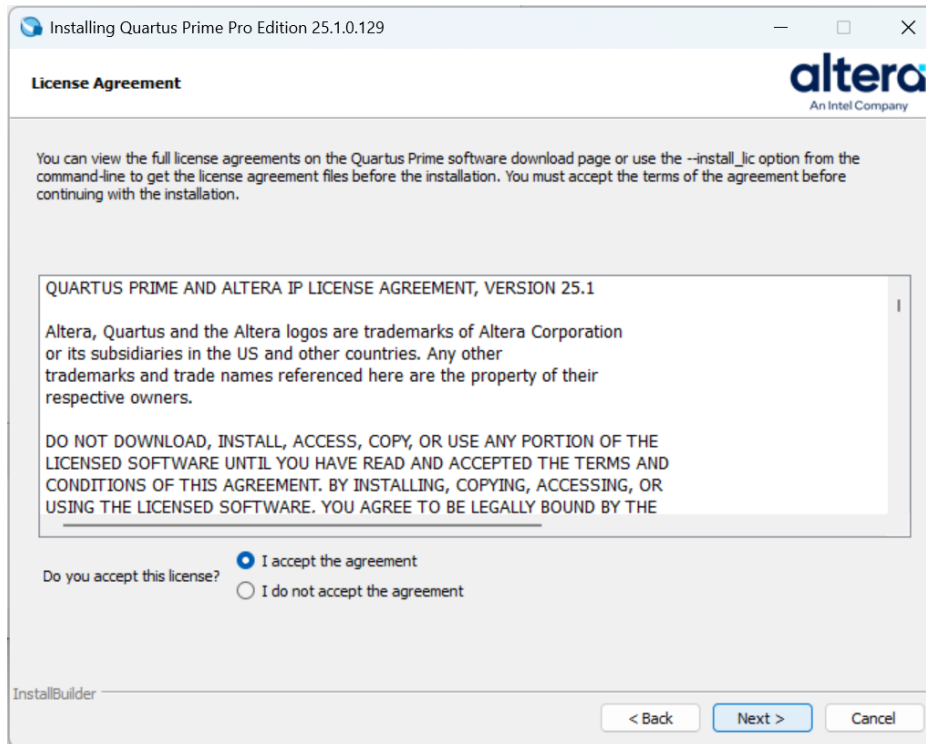 Installing Quartus Prime Pro Edition 25.1.0.129
License Agreement
altera
An Intel Company
You can view the full license agreements on the Quartus Prime software download page or use the --install_lic option from the
command-line to get the license agreement files before the installation. You must accept the terms of the agreement before
continuing with the installation.
QUARTUS PRIME AND ALTERA IP LICENSE AGREEMENT, VERSION 25.1
Altera, Quartus and the Altera logos are trademarks of Altera Corporation
or its subsidiaries in the US and other countries. Any other
trademarks and trade names referenced here are the property of their
respective owners.
DO NOT DOWNLOAD, INSTALL, ACCESS, COPY, OR USE ANY PORTION OF THE
LICENSED SOFTWARE UNTIL YOU HAVE READ AND ACCEPTED THE TERMS AND
CONDITIONS OF THIS AGREEMENT. BY INSTALLING, COPYING, ACCESSING, OR
USING THE LICENSED SOFTWARE. YOU AGREE TO BE LEGALLY BOUND BY THE
Do you accept this license?
I accept the agreement
I do not accept the agreement
InstallBuilder
< Back
Next >
Cancel